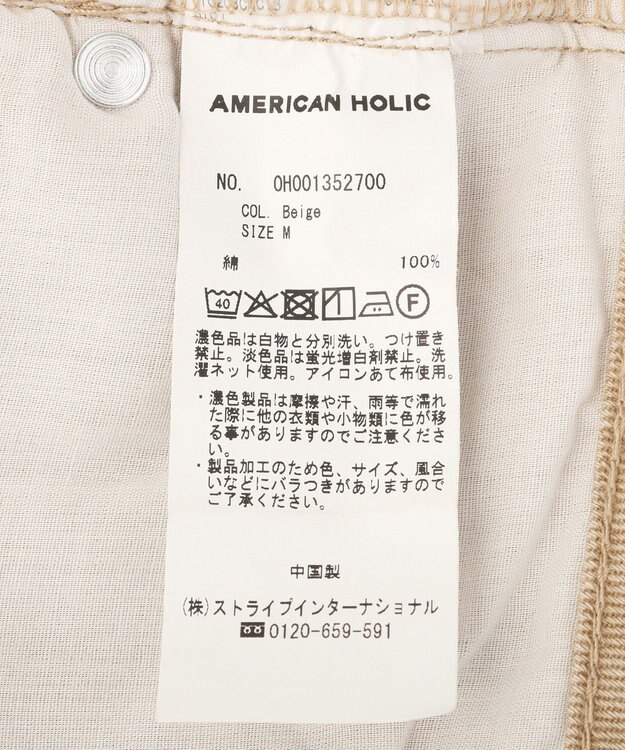 AMERICAN HOLIC
NO. OH001352700
COL. Beige
SIZE M
綿 100%
40 F
濃色品は白物と分別洗い。つけ置き
禁止。淡色品は蛍光増白剤禁止。洗
濯ネット使用。アイロンあて布使用。
・濃色製品は摩擦や汗、雨等で濡れ
た際に他の衣類や小物類に色が移
る事がありますのでご注意くださ
い。
・製品加工のため色、サイズ、風合
いなどにバラつきがありますので
ご了承ください。
中国製
(株)ストライプインターナショナル
0120-659-591